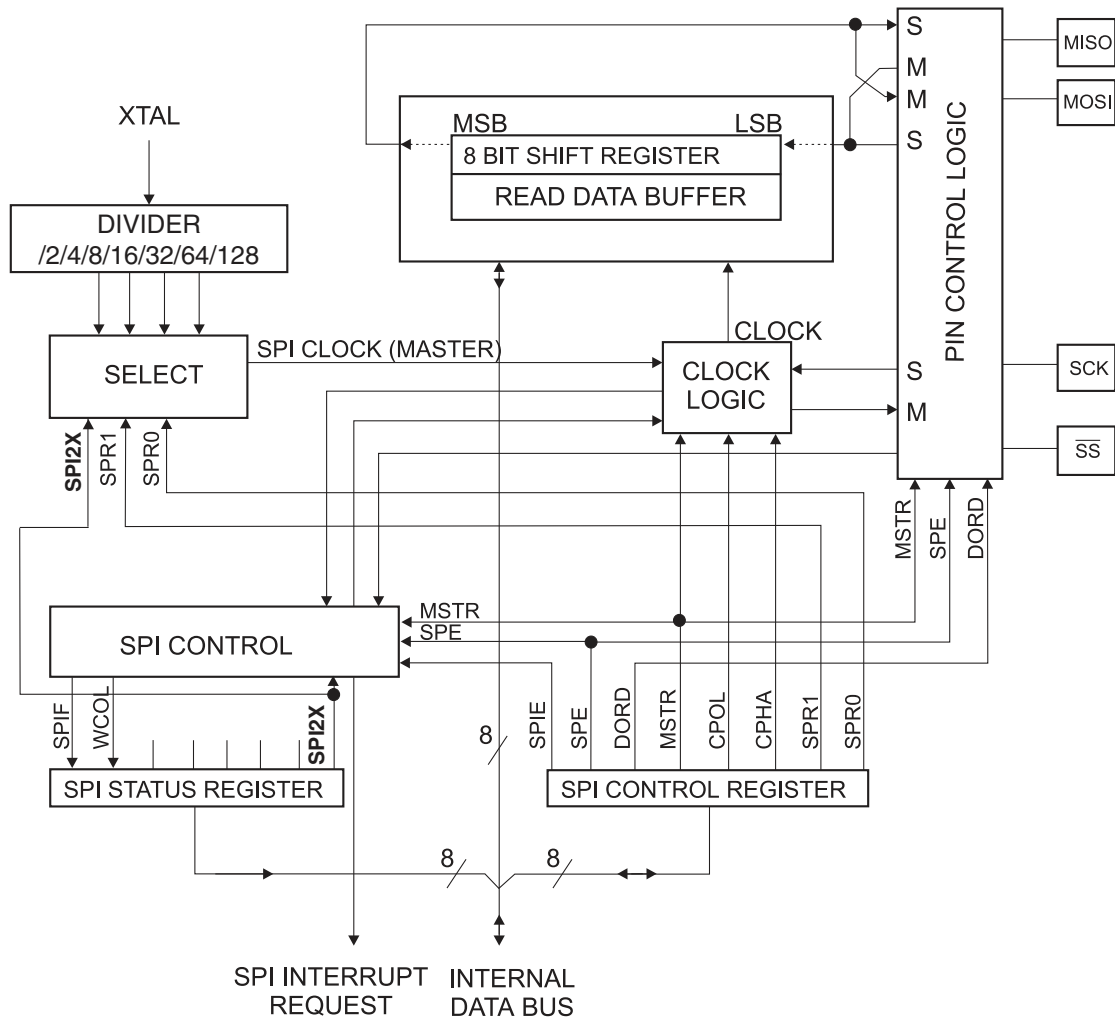 S
MISO
M
M
MOSI
XTAL
MSB
LSB
S
8 BIT SHIFT REGISTER
READ DATA BUFFER
PIN CONTROL LOGIC
DIVIDER
/2/4/8/16/32/64/128
CLOCK
SPI CLOCK (MASTER)
SELECT
CLOCK
LOGIC
S
SCK
M
SS
SPI2X
SPR1
SPR0
MSTR
SPE
DORD
MSTR
SPE
SPI CONTROL
SPIF
WCOL
SPI2X
8
SPIE
SPE
DORD
MSTR
CPOL
CPHA
SPR1
SPR0
SPI STATUS REGISTER
SPI CONTROL REGISTER
8
8
SPI INTERRUPT
REQUEST
INTERNAL
DATA BUS